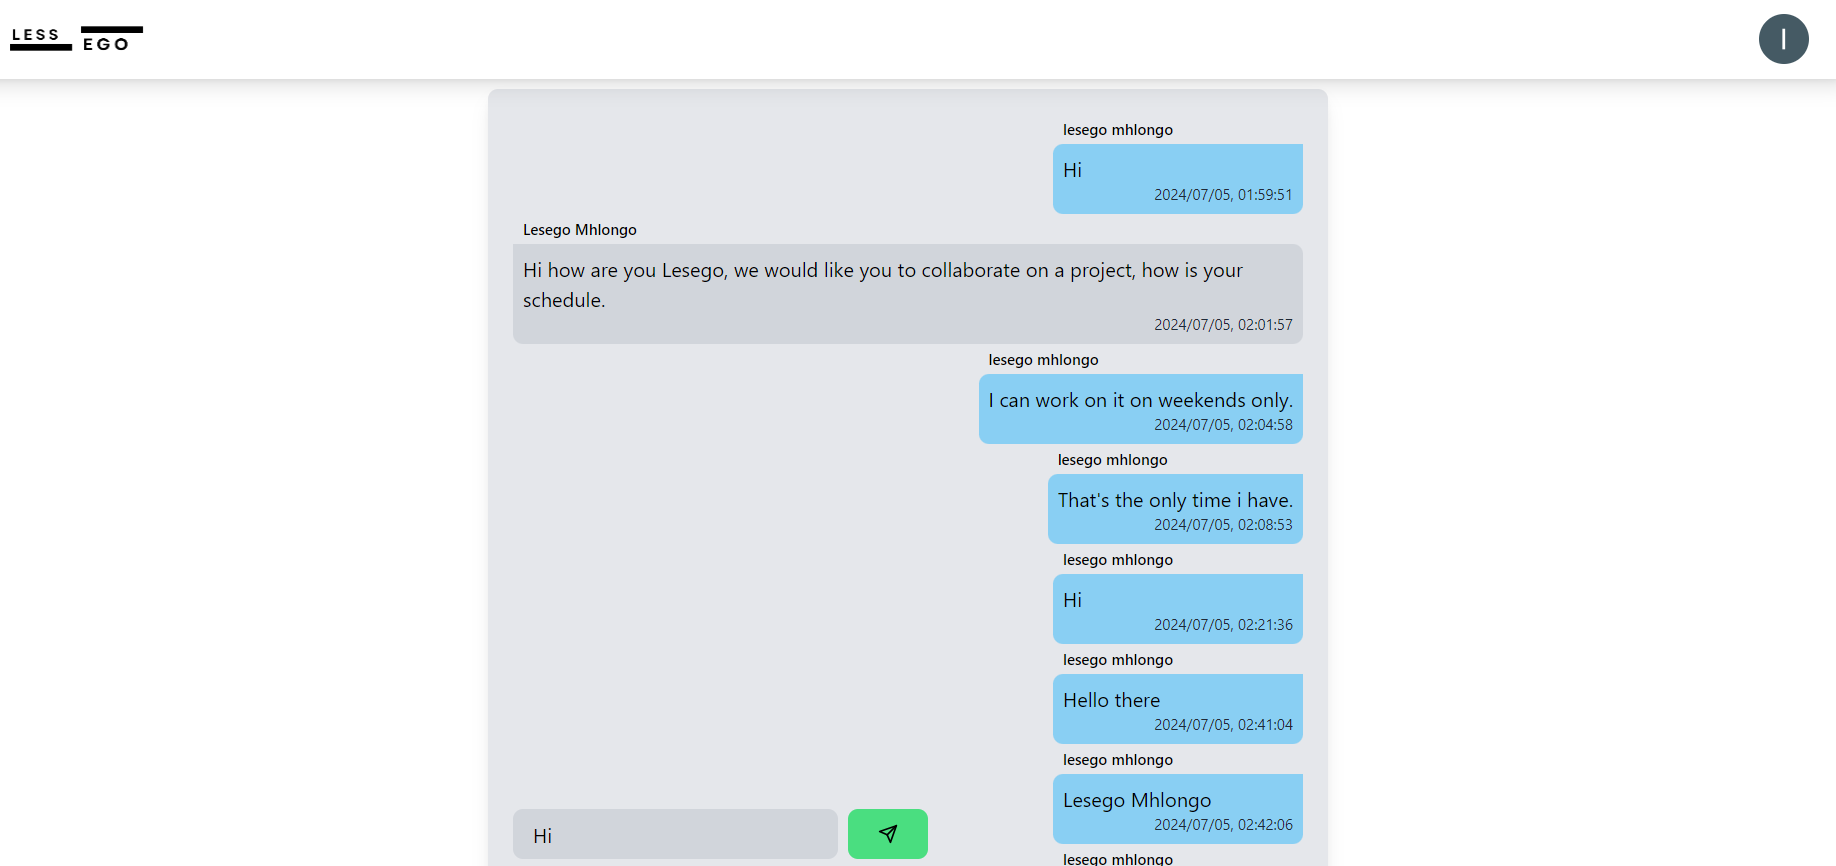 LESS
EGO
l
lesego mhlongo
Hi
2024/07/05, 01:59:51
Lesego Mhlongo
Hi how are you Lesego, we would like you to collaborate on a project, how is your
schedule.
2024/07/05, 02:01:57
lesego mhlongo
I can work on it on weekends only.
2024/07/05, 02:04:58
lesego mhlongo
That's the only time i have.
2024/07/05, 02:08:53
lesego mhlongo
Hi
2024/07/05, 02:21:36
lesego mhlongo
Hello there
2024/07/05, 02:41:04
lesego mhlongo
Lesego Mhlongo
2024/07/05, 02:42:06
lesego mhlongo
Hi